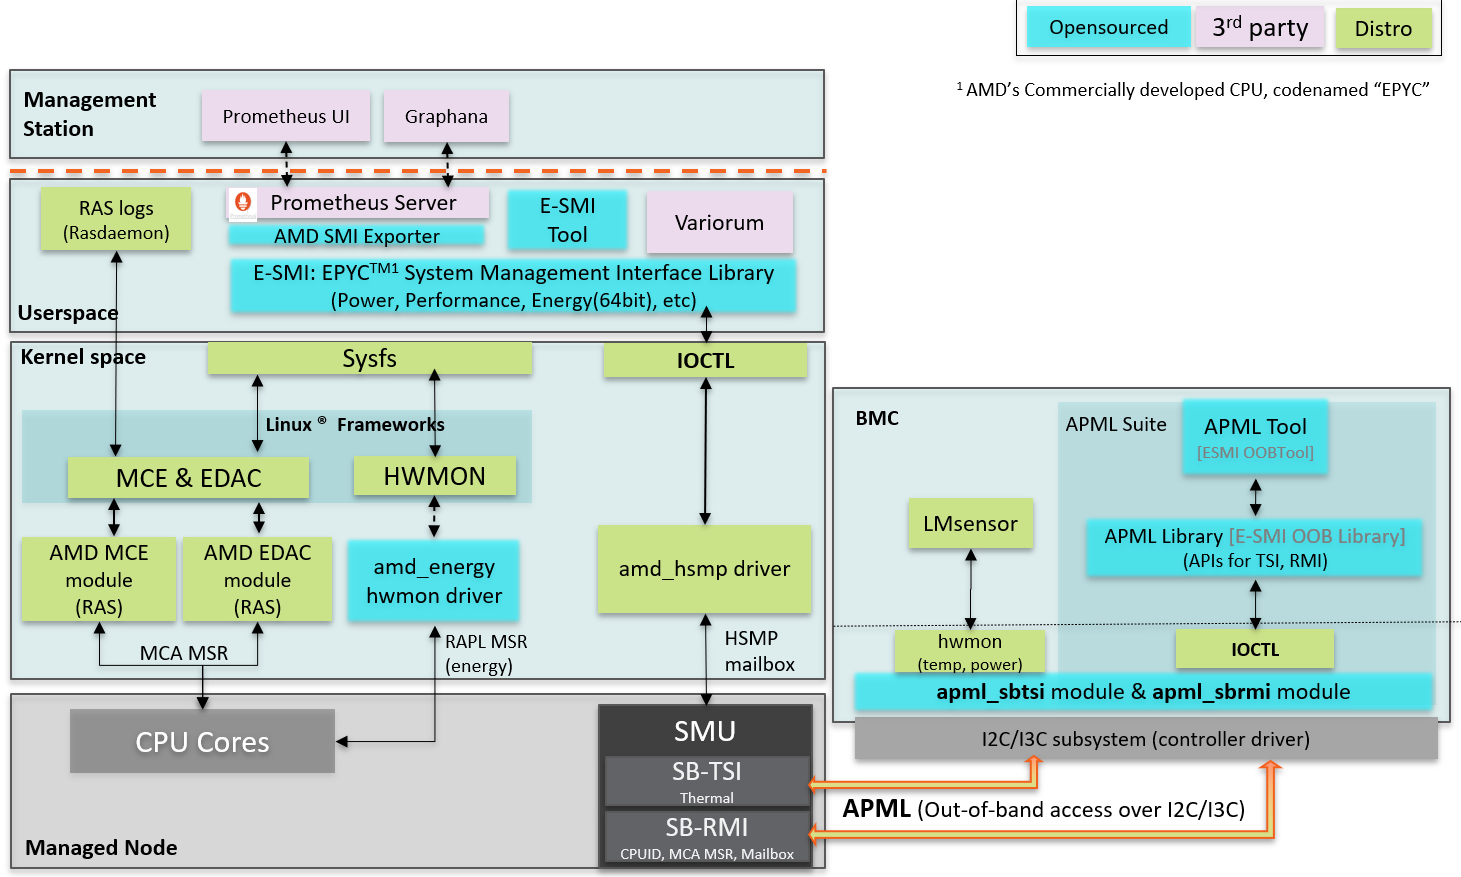 Opensourced
3rd party
Distro
1 AMD's Commercially developed CPU, codenamed "EPYC"
Management
Station
Prometheus UI
Graphana
RAS logs
(Rasdaemon)
Prometheus Server
AMD SMI Exporter
E-SMI
Tool
Variorum
E-SMI: EPYCTM1 System Management Interface Library
(Power, Performance, Energy(64bit), etc)
Userspace
Kernel space
Sysfs
IOCTL
Linux ® Frameworks
MCE & EDAC
HWMON
AMD MCE
module
(RAS)
AMD EDAC
module
(RAS)
amd_energy
hwmon driver
amd_hsmp driver
MCA MSR
RAPL MSR
(energy)
HSMP
mailbox
CPU Cores
SMU
SB-TSI
Thermal
SB-RMI
CPUID, MCA MSR, Mailbox
Managed Node
BMC
APML Suite
APML Tool
[ESMI OOBTool]
LMsensor
APML Library [E-SMI OOB Library]
(APIs for TSI, RMI)
hwmon
(temp, power)
IOCTL
apml_sbtsi module & apml_sbrmi module
I2C/I3C subsystem (controller driver)
APML (Out-of-band access over I2C/I3C)